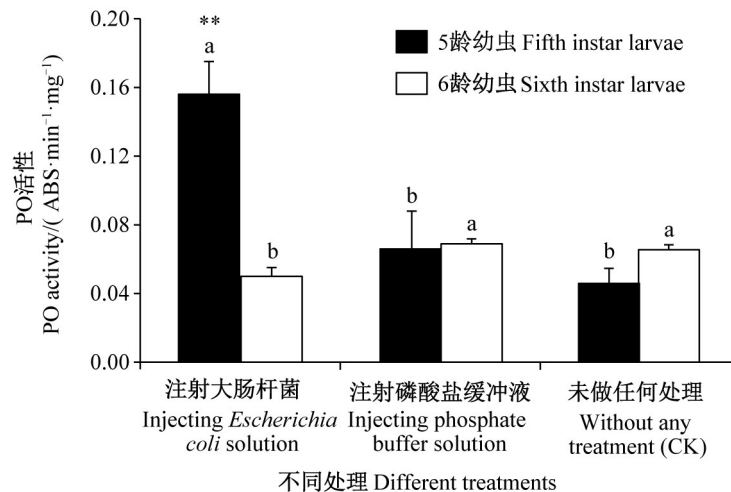 PO活性
PO activity/( ABS·min⁻¹·mg⁻¹)
0.20
0.16
0.12
0.08
0.04
0.00
5龄幼虫 Fifth instar larvae
6龄幼虫 Sixth instar larvae
**
a
b
b
a
b
a
注射大肠杆菌
Injecting Escherichia
coli solution
注射磷酸盐缓冲液
Injecting phosphate
buffer solution
未做任何处理
Without any
treatment (CK)
不同处理 Different treatments